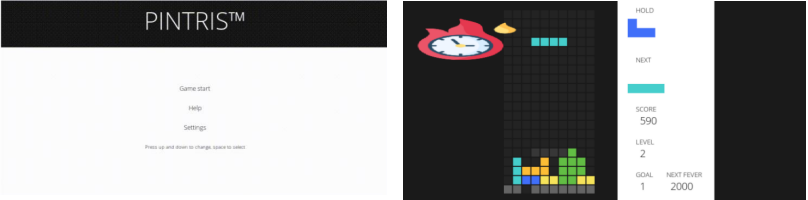 PINTRIS™
Game start
Help
Settings
Press up and down to change, space to select.
HOLD
NEXT
SCORE
590
LEVEL
2
GOAL NEXT FEVER
1 2000